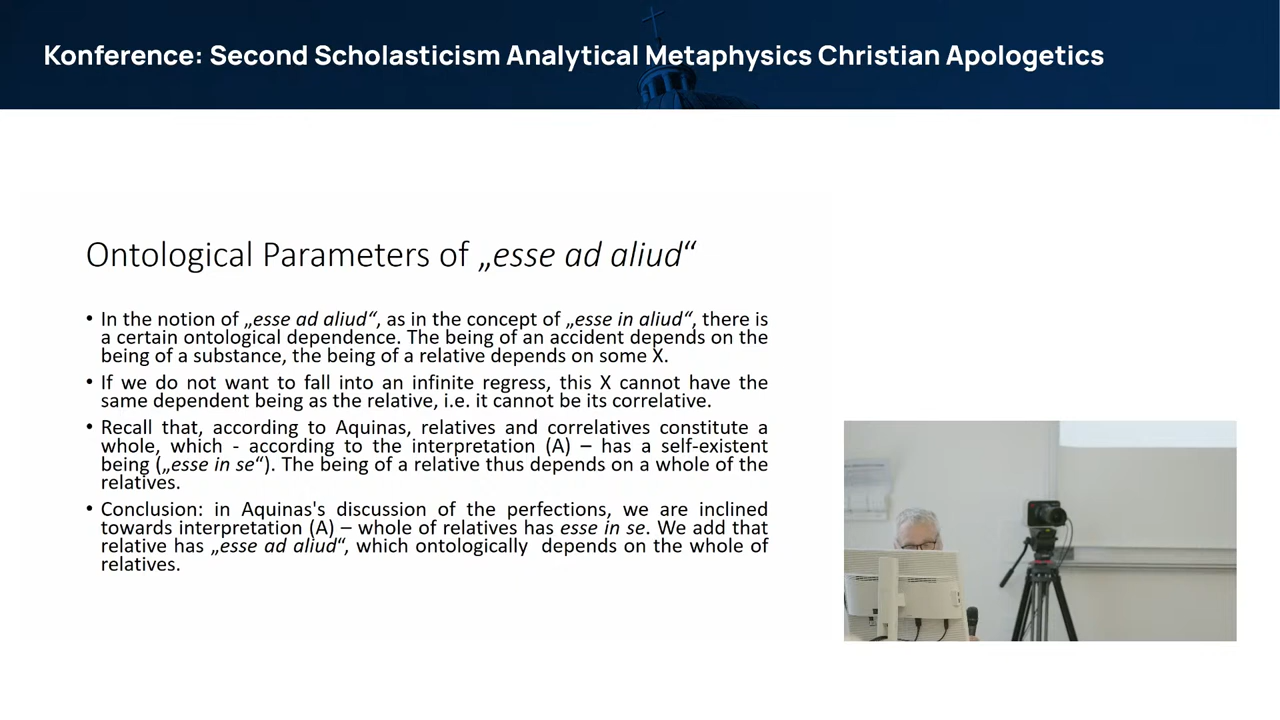 Konference: Second Scholasticism Analytical Metaphysics Christian Apologetics
Ontological Parameters of „esse ad aliud“
• In the notion of „esse ad aliud“, as in the concept of „esse in aliud“, there is
a certain ontological dependence. The being of an accident depends on the
being of a substance, the being of a relative depends on some X.
• If we do not want to fall into an infinite regress, this X cannot have the
same dependent being as the relative, i.e. it cannot be its correlative.
• Recall that, according to Aquinas, relatives and correlatives constitute a
whole, which - according to the interpretation (A) – has a self-existent
being („esse in se“). The being of a relative thus depends on a whole of the
relatives.
• Conclusion: in Aquinas's discussion of the perfections, we are inclined
towards interpretation (A) – whole of relatives has esse in se. We add that
relative has „esse ad aliud“, which ontologically depends on the whole of
relatives.